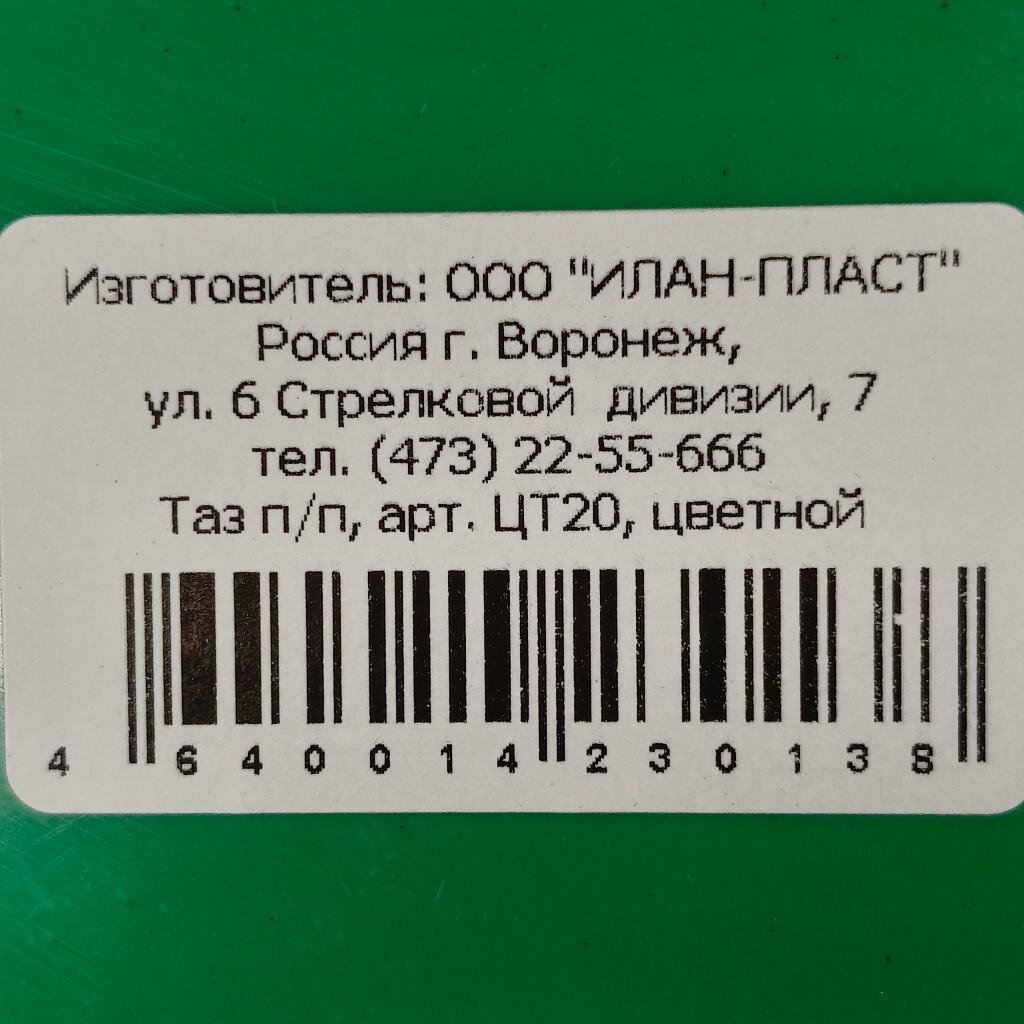 Изготовитель: ООО "ИЛАН-ПЛАСТ"
Россия г. Воронеж,
ул. 6 Стрелковой дивизии, 7
тел. (473) 22-55-666
Таз п/п, арт. ЦТ20, цветной
4 640014 230138